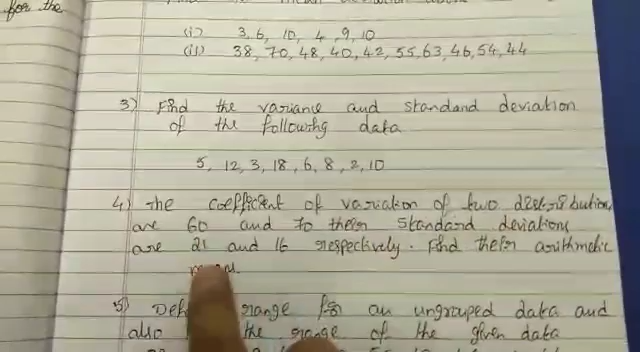 for the
(i) 3, 6, 10, 4, 9, 10
(ii) 38, 70, 48, 40, 42, 55, 63, 46, 54, 44
3) Find the variance and standard deviation
of the following data
5, 12, 3, 18, 6, 8, 2, 10
4) The coefficient of variation of two distributions
are 60 and 70 their standard deviations
are 21 and 16 respectively. Find their arithmetic
5) range for an ungrouped data and
also the range of the given data